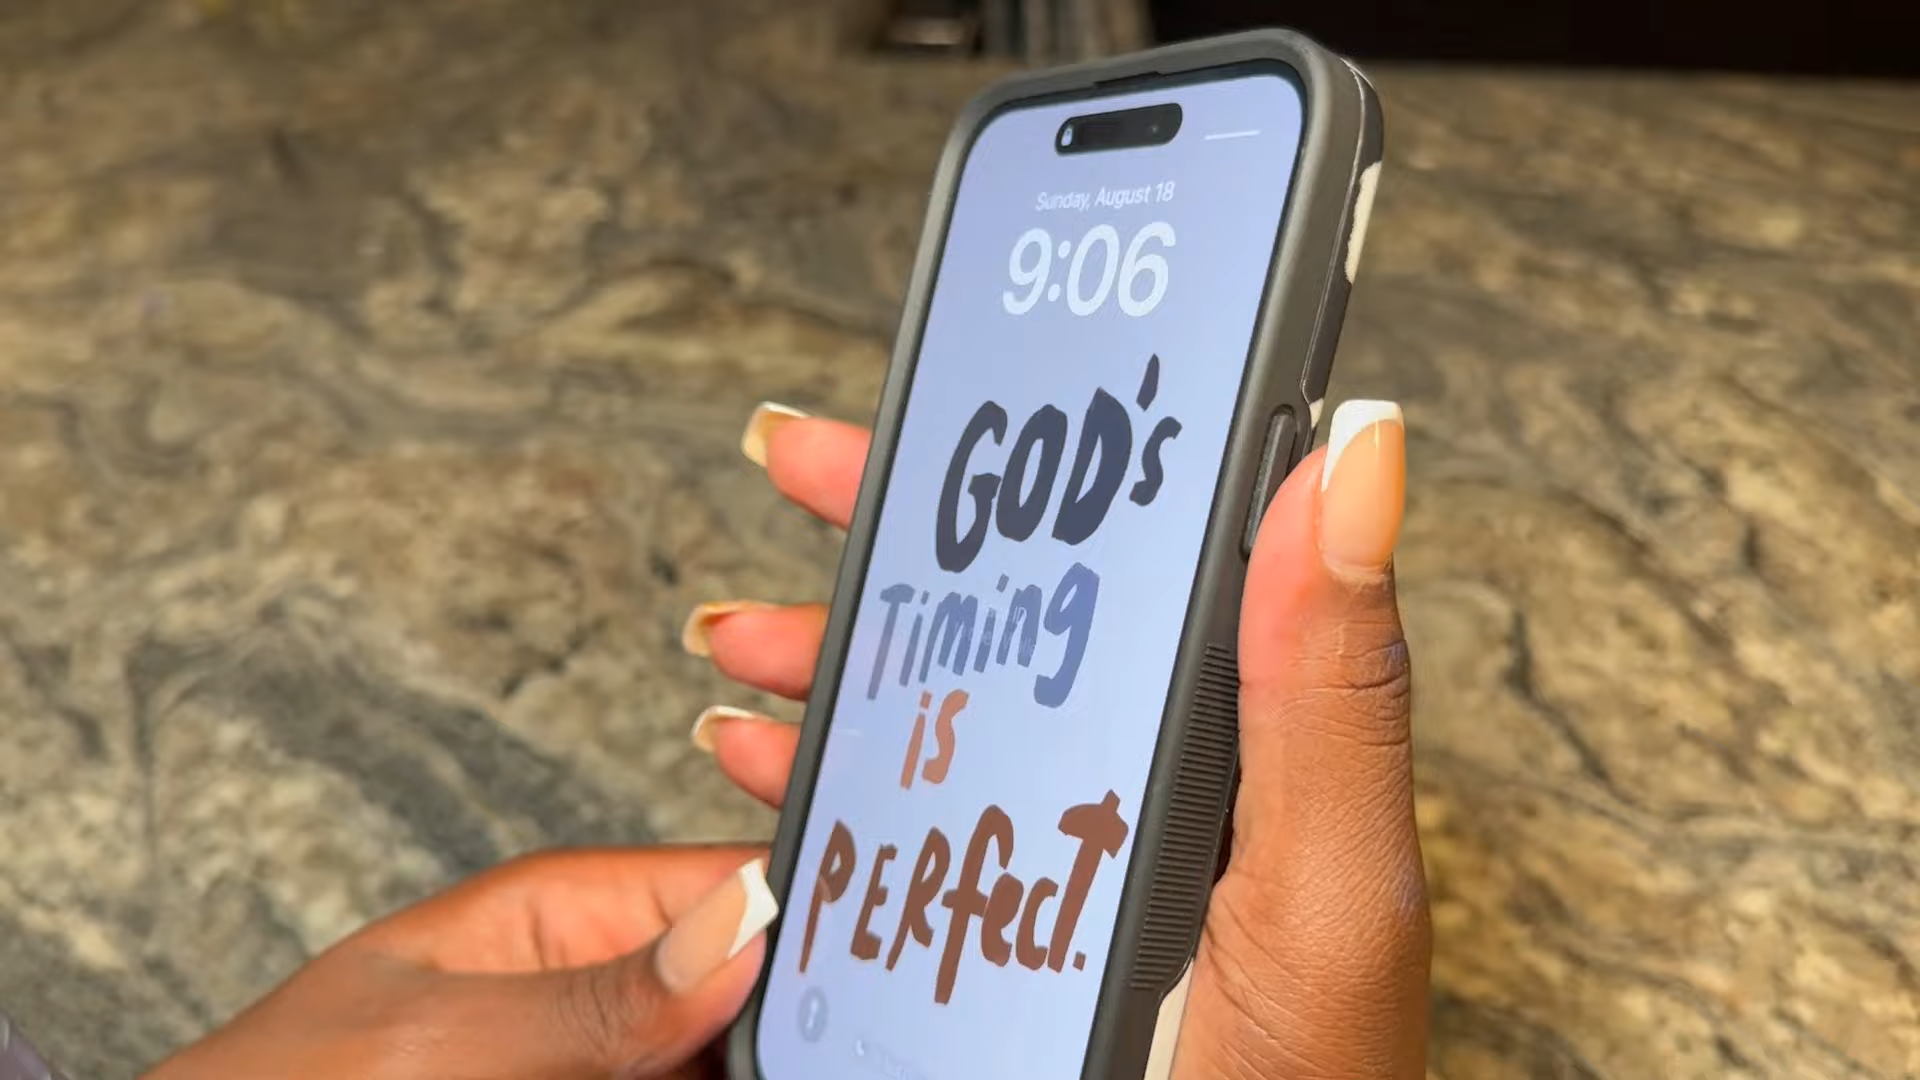 Sunday, August 18
9:06
GOD's
Timing
is
PERfecT.